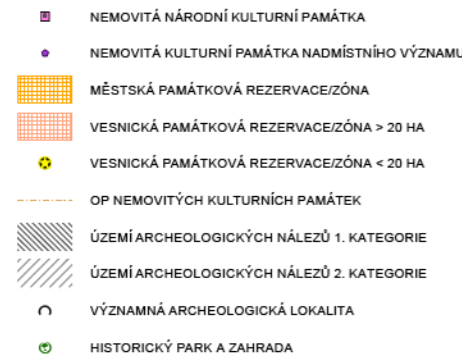 NEMOVITÁ NÁRODNÍ KULTURNÍ PAMÁTKA
NEMOVITÁ KULTURNÍ PAMÁTKA NADMÍSTNÍHO VÝZNAMU
MĚSTSKÁ PAMÁTKOVÁ REZERVACE/ZÓNA
VESNICKÁ PAMÁTKOVÁ REZERVACE/ZÓNA > 20 HA
VESNICKÁ PAMÁTKOVÁ REZERVACE/ZÓNA < 20 HA
OP NEMOVITÝCH KULTURNÍCH PAMÁTEK
ÚZEMÍ ARCHEOLOGICKÝCH NÁLEZŮ 1. KATEGORIE
ÚZEMÍ ARCHEOLOGICKÝCH NÁLEZŮ 2. KATEGORIE
VÝZNAMNÁ ARCHEOLOGICKÁ LOKALITA
HISTORICKÝ PARK A ZAHRADA